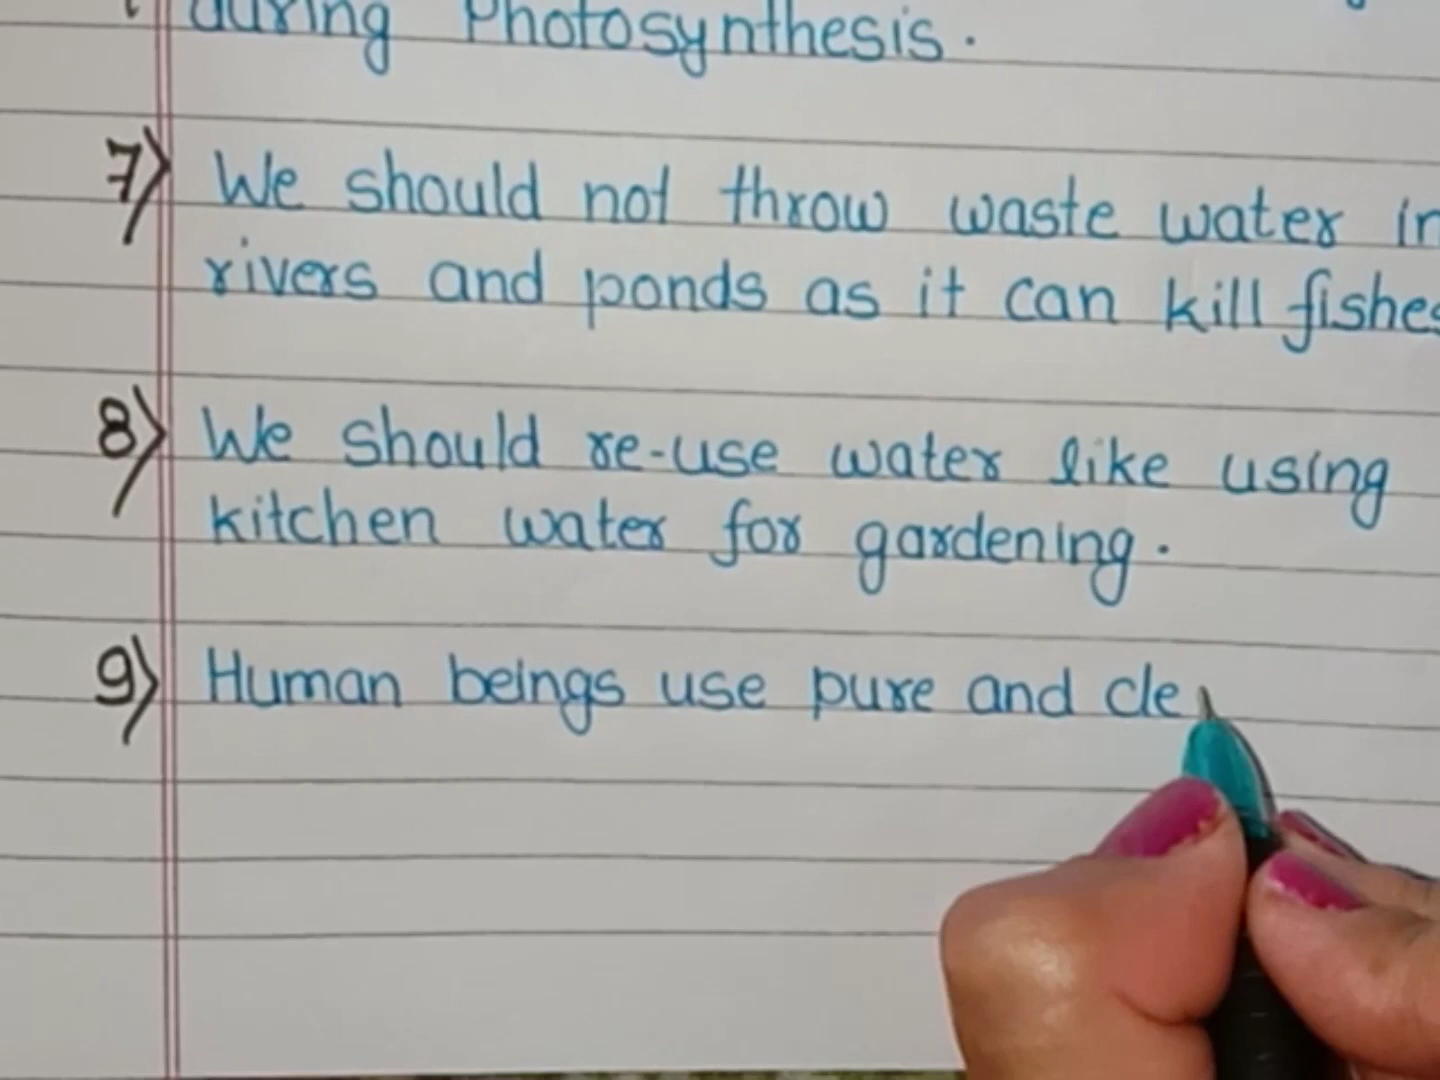 during Photosynthesis.
7) We should not throw waste water in
rivers and ponds as it can kill fishes
8) We should re-use water like using
kitchen water for gardening.
9) Human beings use pure and cle